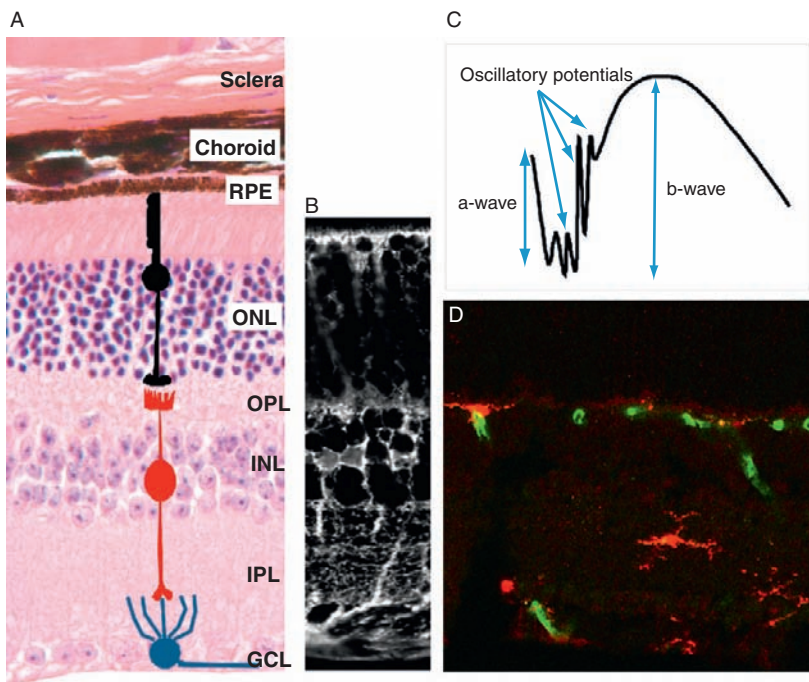 A
Sclera
Choroid
RPE
ONL
OPL
INL
IPL
GCL
B
C
Oscillatory potentials
a-wave
b-wave
D